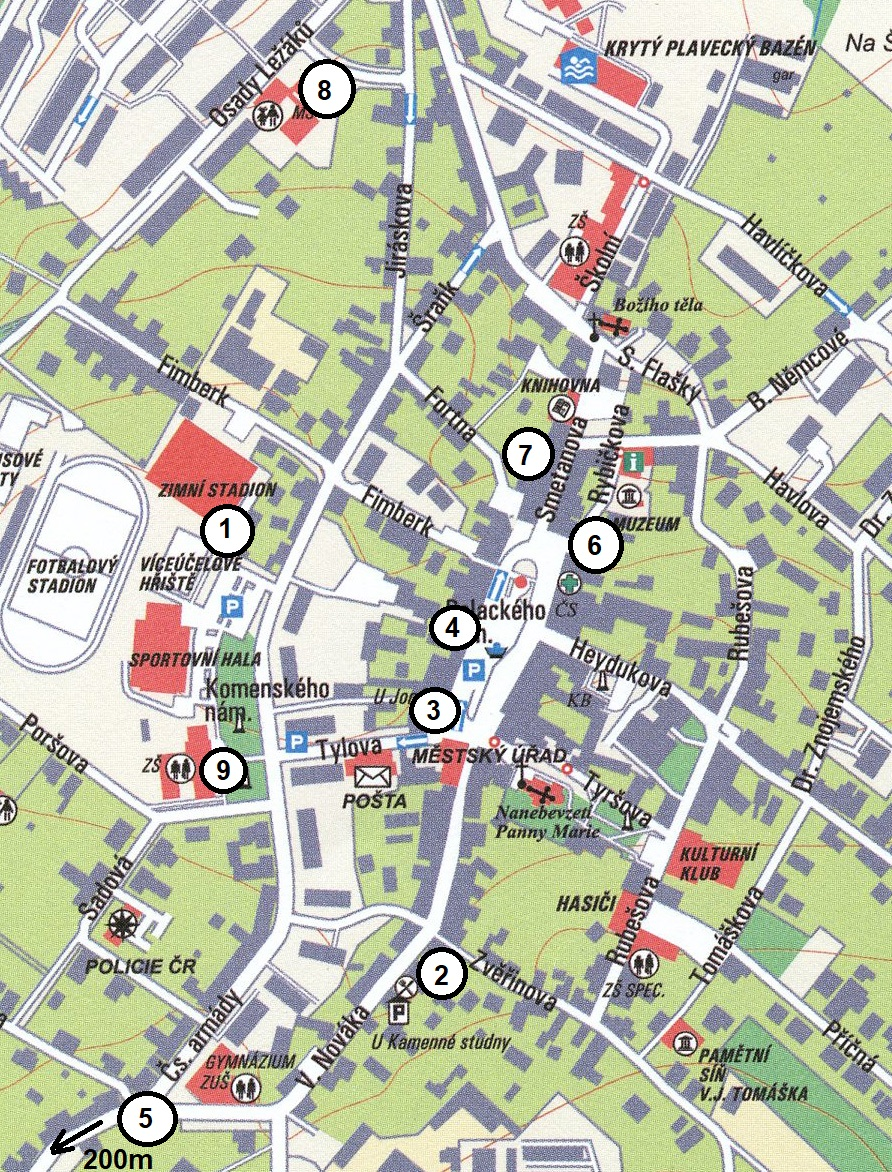 KRYTÝ PLAVECKÝ BAZÉN
Na
gar
Osady Ležáků
8
Jiráskova
ZŠ
Školní
Havlíčkova
Božího těla
Šraňk
S. Flašky
B. Němcové
Fimberk
KNIHOVNA
Fortna
Smetanova
Rybičkova
7
i
ZIMNÍ STADION
Fimberk
MUZEUM
Havlova
Dr.
1
6
FOTBALOVÝ
STADION
VÍCEÚČELOVÉ
HŘIŠTĚ
P
ČS
4
Rubešova
P
SPORTOVNÍ HALA
Heydukova
KB
Komenského
nám.
3
Dr. Znojemského
Poršova
P
Tylova
MĚSTSKÝ ÚŘAD
ZŠ
9
POŠTA
Tyršova
Nanebevzetí
Panny Marie
KULTURNÍ
KLUB
Sadová
HASIČI
Rubešova
Tomáškova
POLICIE ČR
2
Zvěřinova
ZŠ SPEC.
P
U Kamenné studny
Příčná
Čs. armády
V. Nováka
GYMNÁZIUM
ZUŠ
PAMĚTNÍ
SÍŇ
V.J. TOMÁŠKA
5
200m